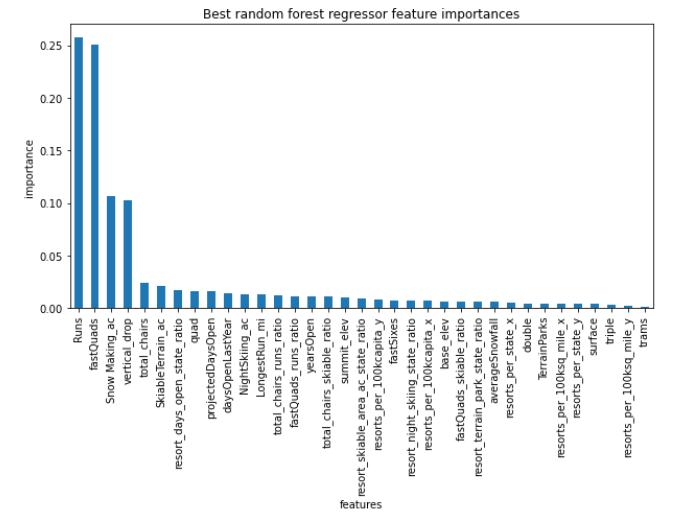 Best random forest regressor feature importances
importance
0.25
0.20
0.15
0.10
0.05
0.00
Runs
fastQuads
Snow Making_ac
vertical_drop
total_chairs
SkiableTerrain_ac
resort_days_open_state_ratio
quad
projectedDaysOpen
daysOpenLastYear
NightSkiing_ac
LongestRun_mi
total_chairs_runs_ratio
fastQuads_runs_ratio
yearsOpen
total_chairs_skiable_ratio
summit_elev
resort_skiable_area_ac_state_ratio
resorts_per_100kcapita_y
fastSixes
resort_night_skiing_state_ratio
resorts_per_100kcapita_x
base_elev
fastQuads_skiable_ratio
resort_terrain_park_state_ratio
averageSnowfall
resorts_per_state_x
double
TerrainParks
resorts_per_100ksq_mile_x
resorts_per_state_y
surface
triple
resorts_per_100ksq_mile_y
trams
features